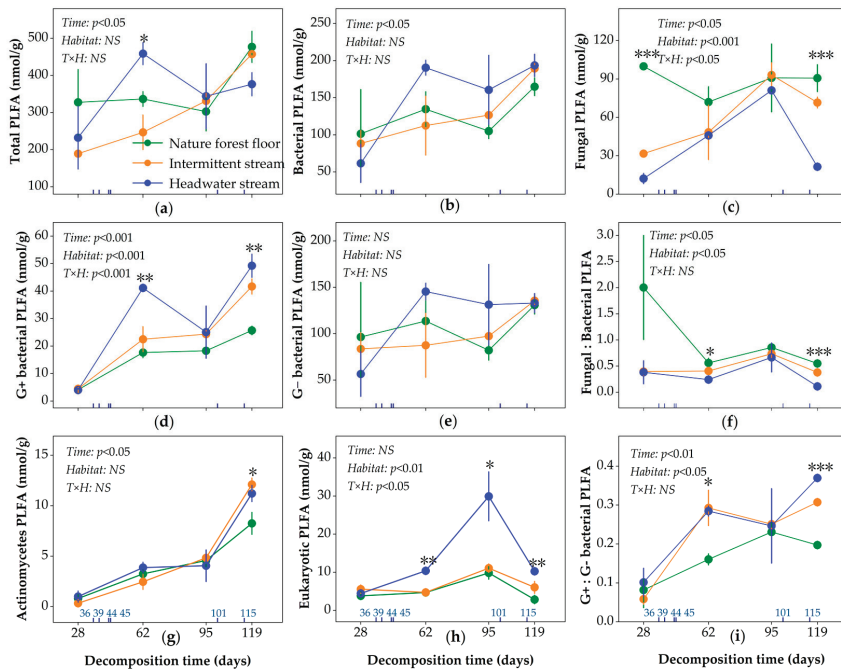 Total PLFA (nmol/g)
500
400
300
200
100
Time: p<0.05
Habitat: NS
T×H: NS
*
Nature forest floor
Intermittent stream
Headwater stream
(a)
Bacterial PLFA (nmol/g)
250
200
150
100
50
Time: p<0.05
Habitat: NS
T×H: NS
(b)
Fungal PLFA (nmol/g)
120
90
60
30
0
Time: p<0.05
Habitat: p<0.001
T×H: p<0.05
***
***
(c)
G+ bacterial PLFA (nmol/g)
60
50
40
30
20
10
0
Time: p<0.001
Habitat: p<0.001
T×H: p<0.001
**
**
(d)
G− bacterial PLFA (nmol/g)
200
150
100
50
Time: NS
Habitat: NS
T×H: NS
(e)
Fungal : Bacterial PLFA
3.0
2.5
2.0
1.5
1.0
0.5
0.0
Time: p<0.05
Habitat: p<0.05
T×H: NS
*
***
(f)
Actinomycetes PLFA (nmol/g)
15
10
5
0
Time: p<0.05
Habitat: NS
T×H: NS
*
36 39 44 45
101
115
28
62
95
119
(g)
Decomposition time (days)
Eukaryotic PLFA (nmol/g)
40
30
20
10
0
Time: NS
Habitat: p<0.01
T×H: p<0.05
**
*
**
36 39 44 45
101
115
28
62
95
119
(h)
Decomposition time (days)
G+ : G- bacterial PLFA
0.4
0.3
0.2
0.1
0.0
Time: p<0.01
Habitat: p<0.05
T×H: NS
*
***
36 39 44 45
101
115
28
62
95
119
(i)
Decomposition time (days)